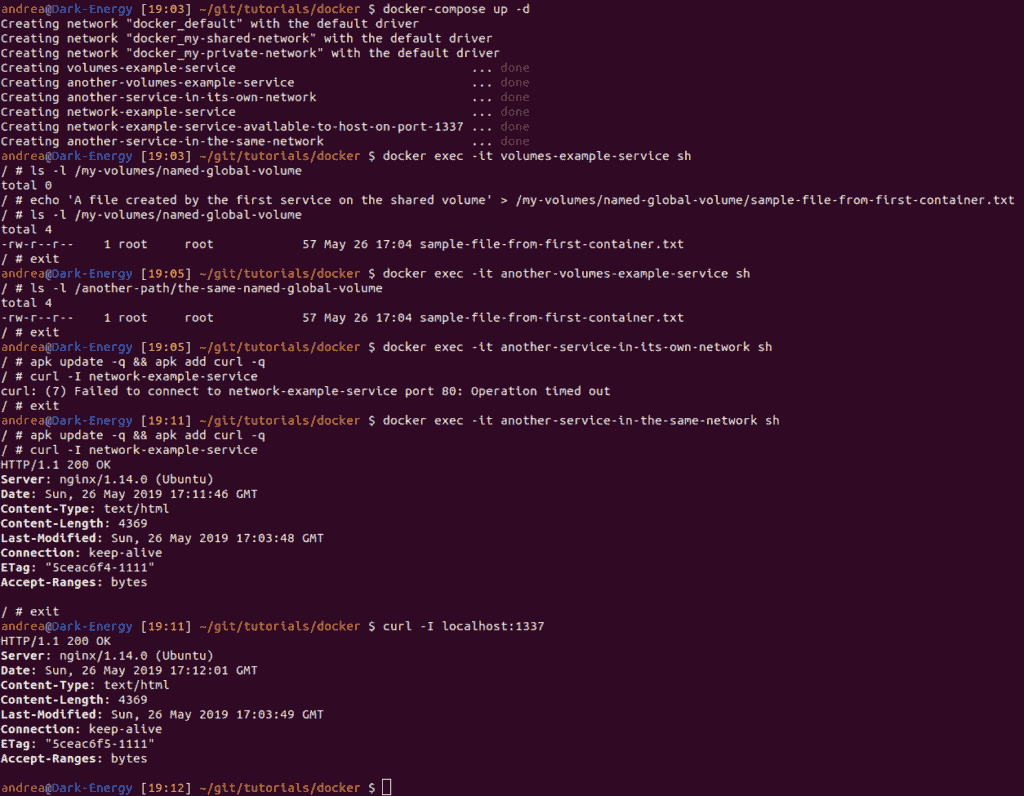 andrea@Dark-Energy [19:03] ~/git/tutorials/docker $ docker-compose up -d
Creating network "docker_default" with the default driver
Creating network "docker_my-shared-network" with the default driver
Creating network "docker_my-private-network" with the default driver
Creating volumes-example-service                                ... done
Creating another-volumes-example-service                        ... done
Creating another-service-in-its-own-network                     ... done
Creating network-example-service                                ... done
Creating network-example-service-available-to-host-on-port-1337 ... done
Creating another-service-in-the-same-network                    ... done
andrea@Dark-Energy [19:03] ~/git/tutorials/docker $ docker exec -it volumes-example-service sh
/ # ls -l /my-volumes/named-global-volume
total 0
/ # echo 'A file created by the first service on the shared volume' > /my-volumes/named-global-volume/sample-file-from-first-container.txt
/ # ls -l /my-volumes/named-global-volume
total 4
-rw-r--r--    1 root     root            57 May 26 17:04 sample-file-from-first-container.txt
/ # exit
andrea@Dark-Energy [19:05] ~/git/tutorials/docker $ docker exec -it another-volumes-example-service sh
/ # ls -l /another-path/the-same-named-global-volume
total 4
-rw-r--r--    1 root     root            57 May 26 17:04 sample-file-from-first-container.txt
/ # exit
andrea@Dark-Energy [19:05] ~/git/tutorials/docker $ docker exec -it another-service-in-its-own-network sh
/ # apk update -q && apk add curl -q
/ # curl -I network-example-service
curl: (7) Failed to connect to network-example-service port 80: Operation timed out
/ # exit
andrea@Dark-Energy [19:11] ~/git/tutorials/docker $ docker exec -it another-service-in-the-same-network sh
/ # apk update -q && apk add curl -q
/ # curl -I network-example-service
HTTP/1.1 200 OK
Server: nginx/1.14.0 (Ubuntu)
Date: Sun, 26 May 2019 17:11:46 GMT
Content-Type: text/html
Content-Length: 4369
Last-Modified: Sun, 26 May 2019 17:03:48 GMT
Connection: keep-alive
ETag: "5ceac6f4-1111"
Accept-Ranges: bytes

/ # exit
andrea@Dark-Energy [19:11] ~/git/tutorials/docker $ curl -I localhost:1337
HTTP/1.1 200 OK
Server: nginx/1.14.0 (Ubuntu)
Date: Sun, 26 May 2019 17:12:01 GMT
Content-Type: text/html
Content-Length: 4369
Last-Modified: Sun, 26 May 2019 17:03:49 GMT
Connection: keep-alive
ETag: "5ceac6f5-1111"
Accept-Ranges: bytes

andrea@Dark-Energy [19:12] ~/git/tutorials/docker $